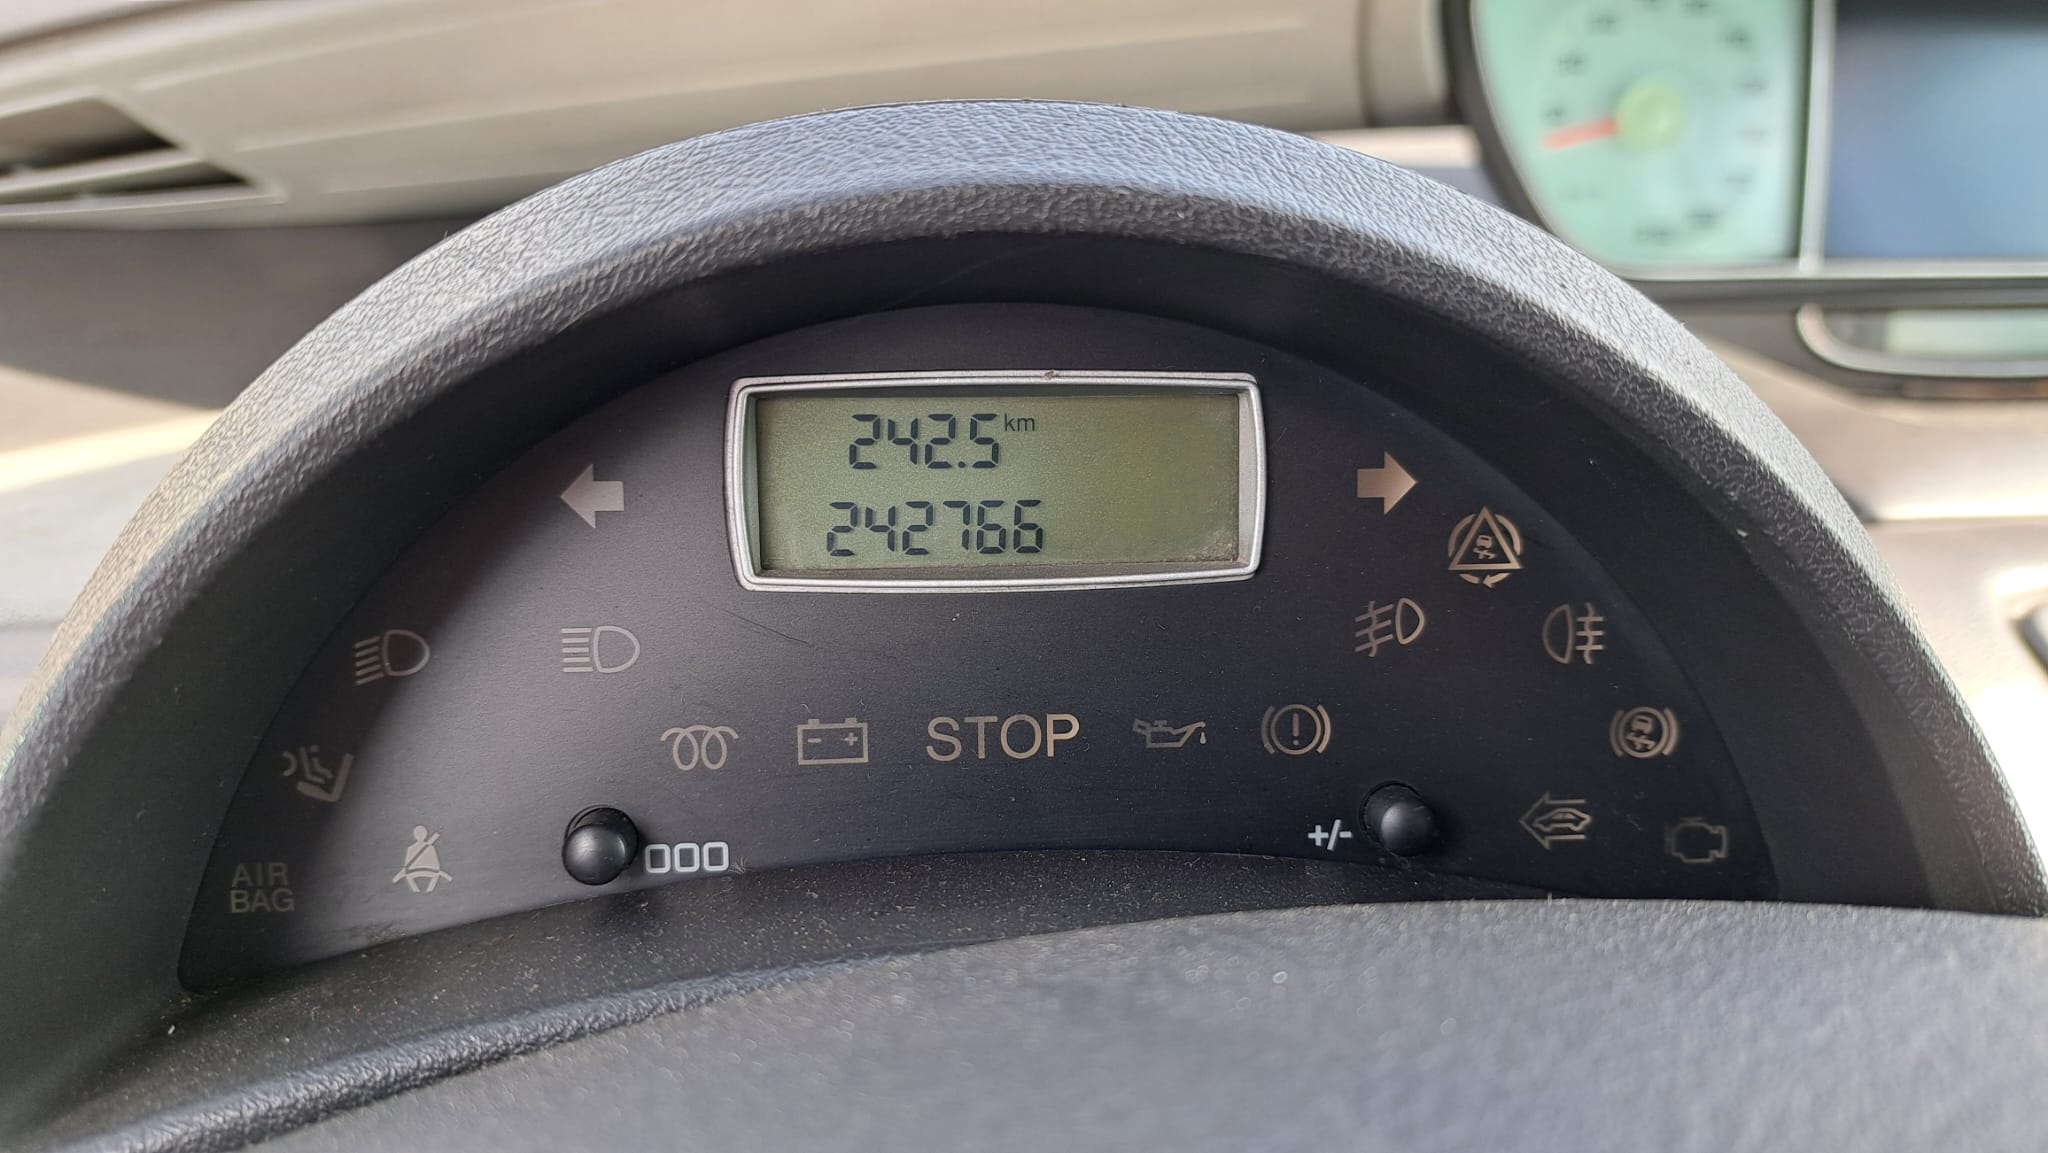 242.5 km
242766
STOP
AIR
BAG
000
+/-